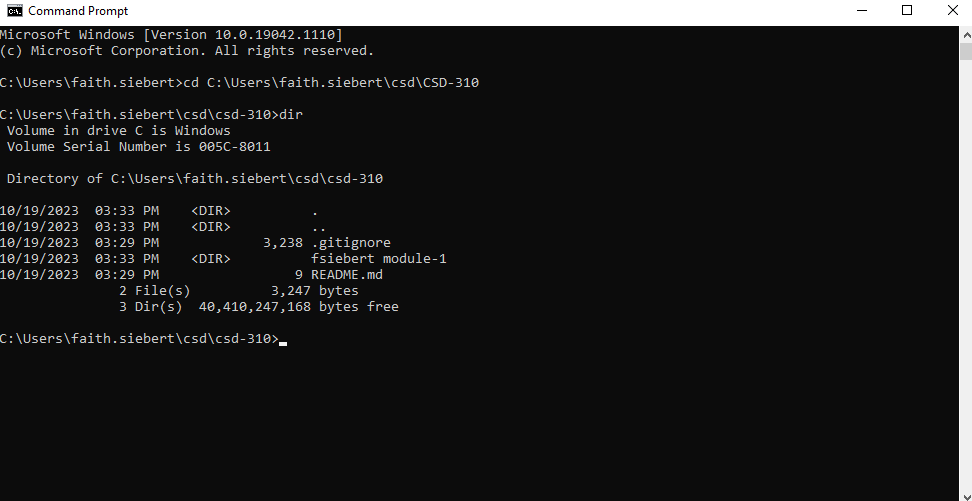 Command Prompt
Microsoft Windows [Version 10.0.19042.1110]
(c) Microsoft Corporation. All rights reserved.
C:\Users\faith.siebert>cd C:\Users\faith.siebert\csd\CSD-310
C:\Users\faith.siebert\csd\csd-310>dir
 Volume in drive C is Windows
 Volume Serial Number is 005C-8011
 Directory of C:\Users\faith.siebert\csd\csd-310
10/19/2023  03:33 PM    <DIR>          .
10/19/2023  03:33 PM    <DIR>          ..
10/19/2023  03:29 PM             3,238 .gitignore
10/19/2023  03:33 PM    <DIR>          fsiebert module-1
10/19/2023  03:29 PM                 9 README.md
               2 File(s)          3,247 bytes
               3 Dir(s)  40,410,247,168 bytes free
C:\Users\faith.siebert\csd\csd-310>